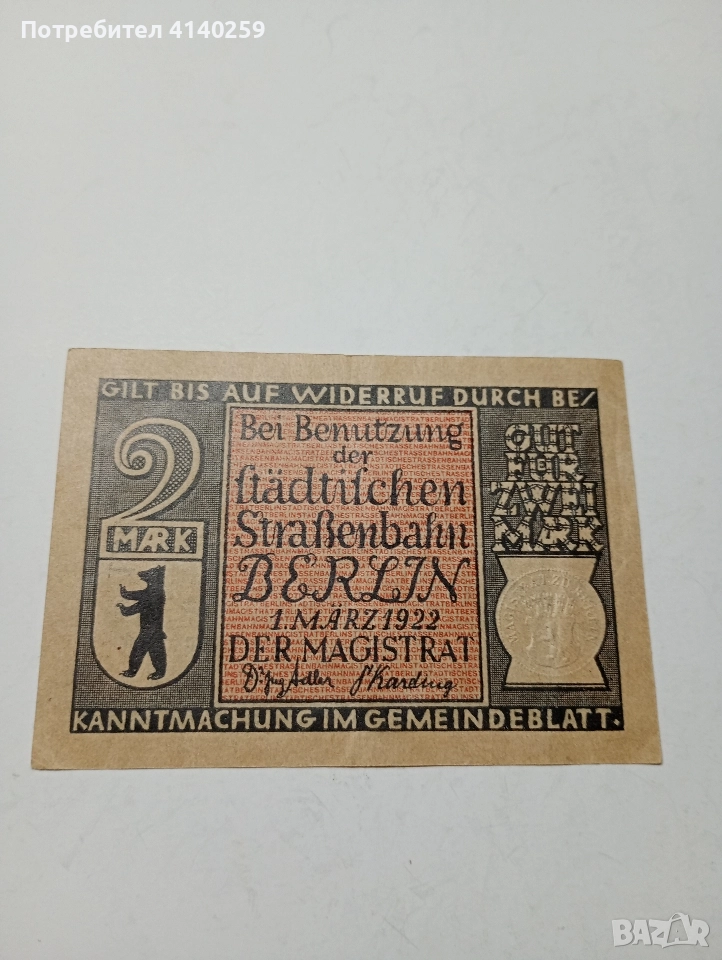 Потребител 4140259
GILT BIS AUF WIDERRUF DURCH BE/
2
MARK
Bei Benutzung
der
ſtädtiſchen
Straßenbahn
BERLIN
1. MÄRZ 1922
DER MAGISTRAT
GUT
FÜR
ZWEI
MARK
KANNTMACHUNG IM GEMEINDEBLATT.
BAZAR